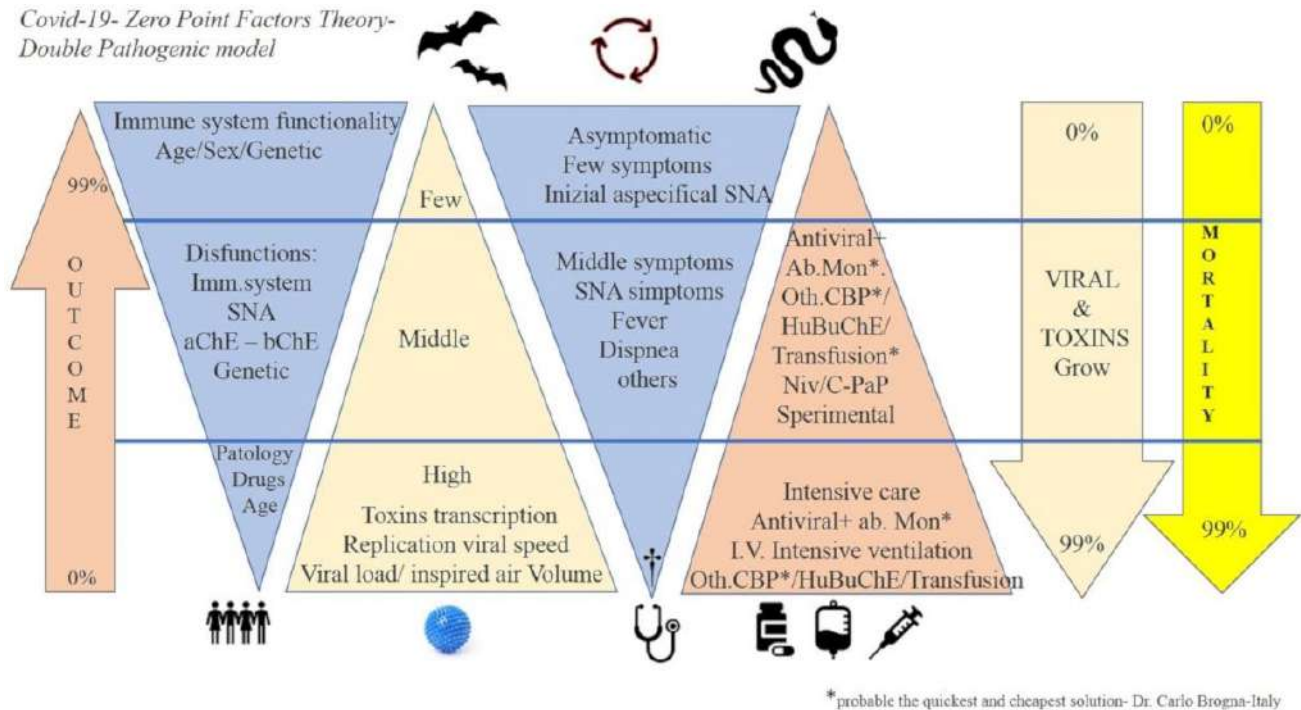 Covid-19- Zero Point Factors Theory-
Double Pathogenic model
99%
OUTCOME
0%
Immune system functionality
Age/Sex/Genetic
Disfunctions:
Imm.system
SNA
aChE – bChE
Genetic
Patology
Drugs
Age
Few
Middle
High
Toxins transcription
Replication viral speed
Viral load/ inspired air Volume
Asymptomatic
Few symptoms
Inizial aspecifical SNA
Middle symptoms
SNA simptoms
Fever
Dispnea
others
†
Antiviral+
Ab.Mon*.
Oth.CBP*/
HuBuChE/
Transfusion*
Niv/C-PaP
Sperimental
Intensive care
Antiviral+ ab. Mon*
I.V. Intensive ventilation
Oth.CBP*/HuBuChE/Transfusion
0%
VIRAL
&
TOXINS
Grow
99%
0%
MORTALITY
99%
*probable the quickest and cheapest solution- Dr. Carlo Brogna-Italy